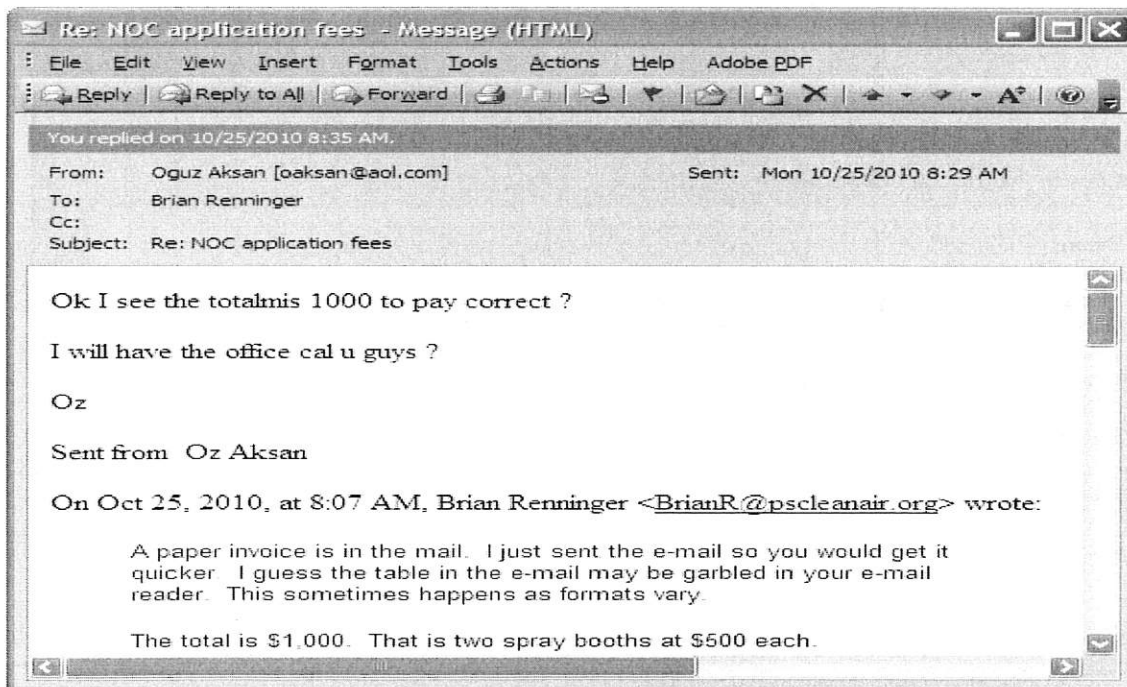 Re: NOC application fees - Message (HTML)
File Edit View Insert Format Tools Actions Help Adobe PDF
Reply Reply to All Forward
You replied on 10/25/2010 8:35 AM.
From: Oguz Aksan [oaksan@aol.com] Sent: Mon 10/25/2010 8:29 AM
To: Brian Renninger
Cc:
Subject: Re: NOC application fees
Ok I see the totalmis 1000 to pay correct ?
I will have the office cal u guys ?
Oz
Sent from Oz Aksan
On Oct 25, 2010, at 8:07 AM, Brian Renninger <BrianR@pscleanair.org> wrote:
A paper invoice is in the mail. I just sent the e-mail so you would get it
quicker. I guess the table in the e-mail may be garbled in your e-mail
reader. This sometimes happens as formats vary.
The total is $1,000. That is two spray booths at $500 each.